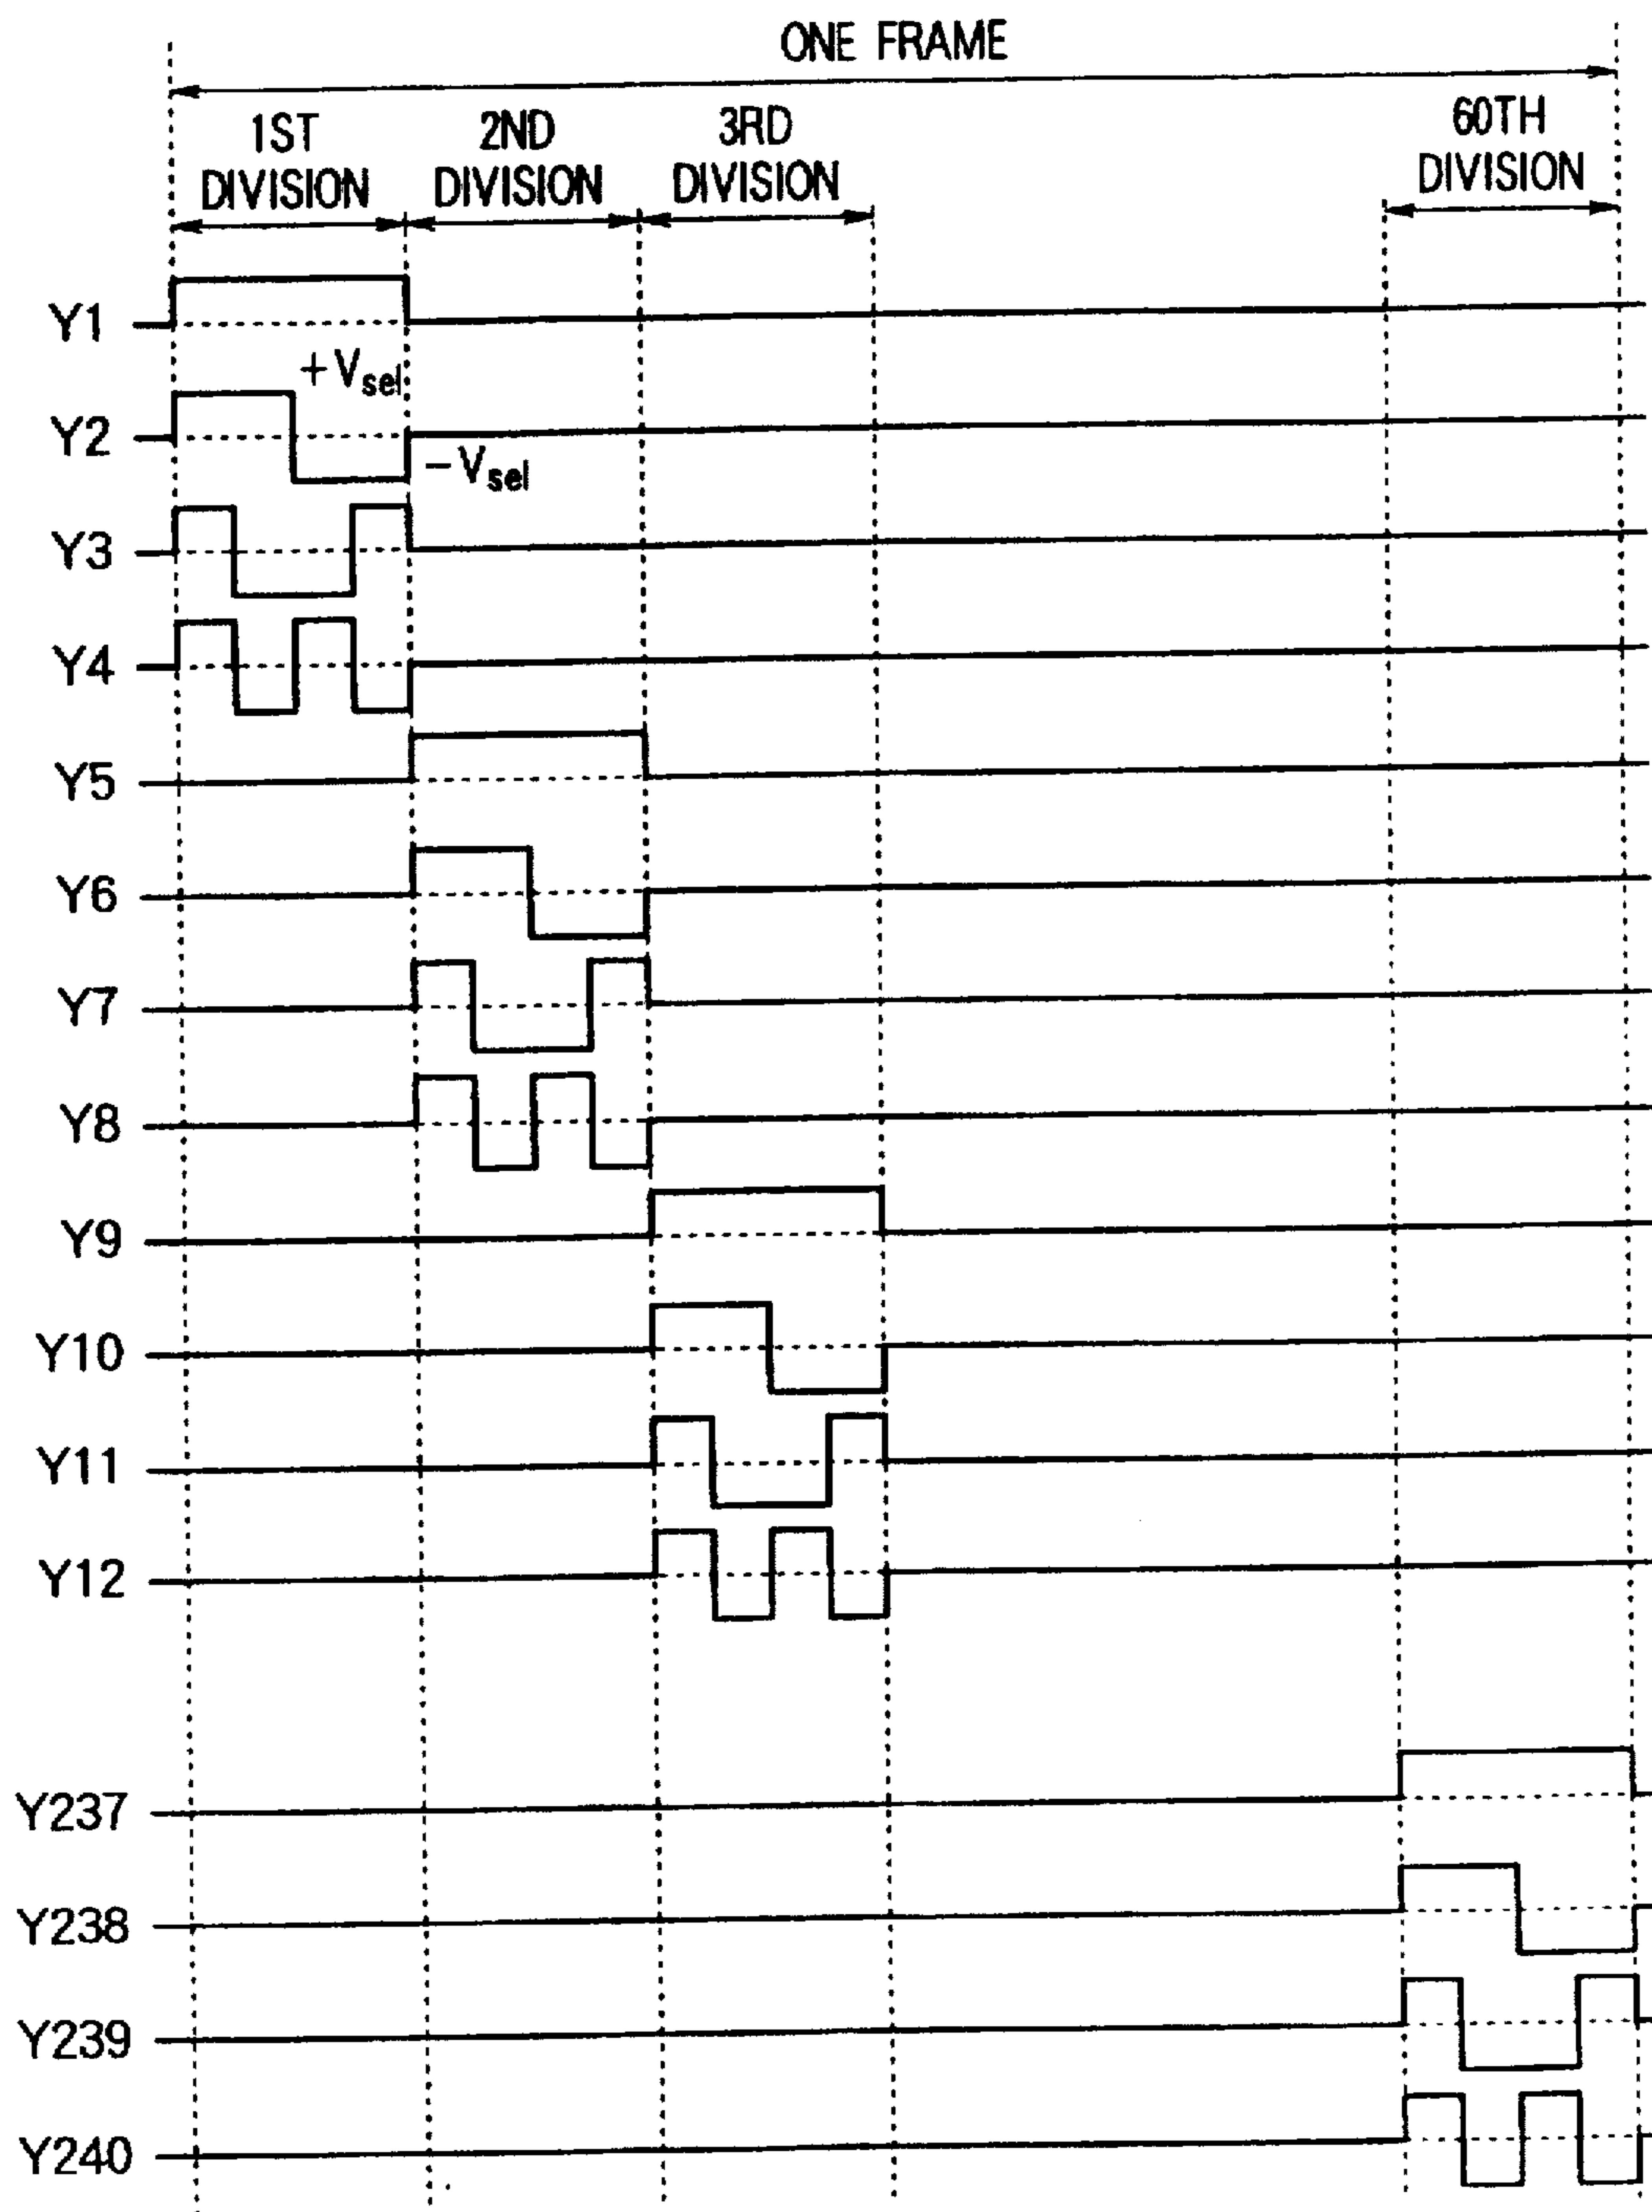 ONE FRAME
1ST
DIVISION
2ND
DIVISION
3RD
DIVISION
60TH
DIVISION
Y1
+Vsel
Y2
-Vsel
Y3
Y4
Y5
Y6
Y7
Y8
Y9
Y10
Y11
Y12
Y237
Y238
Y239
Y240